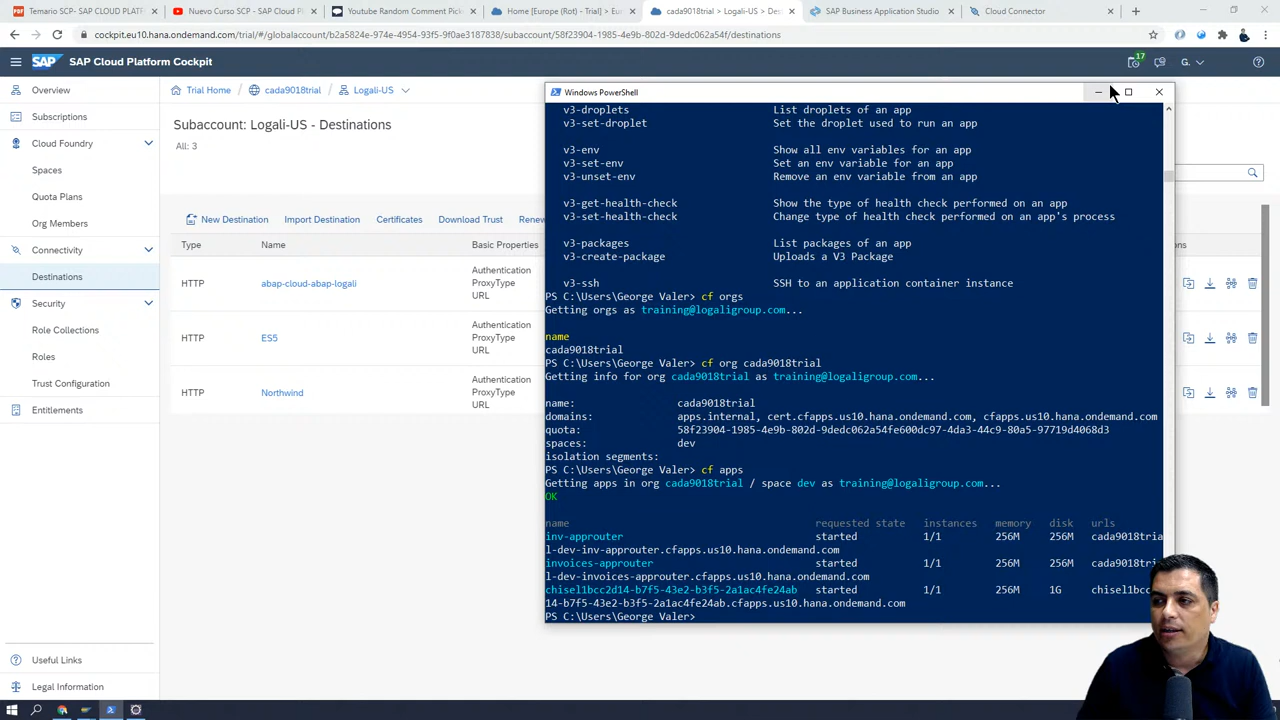 Temario SCP - SAP CLOUD PLATFO
Nuevo Curso SCP - SAP Cloud P
Youtube Random Comment Picke
Home [Europe (Rot) - Trial] > Eu
cada9018trial > Logali-US > Des
SAP Business Application Studio
Cloud Connector
cockpit.eu10.hana.ondemand.com/trial/#/globalaccount/b2a5824e-974e-4954-93f5-9f0ae3187938/subaccount/58f23904-1985-4e9b-802d-9dedc062a54f/destinations
SAP Cloud Platform Cockpit
17
G.
Overview
Subscriptions
Cloud Foundry
Spaces
Quota Plans
Org Members
Connectivity
Destinations
Security
Role Collections
Roles
Trust Configuration
Entitlements
Useful Links
Legal Information
Trial Home / cada9018trial / Logali-US
Subaccount: Logali-US - Destinations
All: 3
New Destination Import Destination Certificates Download Trust
Type Name Basic Properties
HTTP abap-cloud-abap-logali Authentication
ProxyType
URL
HTTP ES5 Authentication
ProxyType
URL
HTTP Northwind Authentication
ProxyType
URL
Windows PowerShell
v3-droplets List droplets of an app
v3-set-droplet Set the droplet used to run an app
v3-env Show all env variables for an app
v3-set-env Set an env variable for an app
v3-unset-env Remove an env variable from an app
v3-get-health-check Show the type of health check performed on an app
v3-set-health-check Change type of health check performed on an app's process
v3-packages List packages of an app
v3-create-package Uploads a V3 Package
v3-ssh SSH to an application container instance
PS C:\Users\George Valer> cf orgs
Getting orgs as training@logaligroup.com...
name
cada9018trial
PS C:\Users\George Valer> cf org cada9018trial
Getting info for org cada9018trial as training@logaligroup.com...
name: cada9018trial
domains: apps.internal, cert.cfapps.us10.hana.ondemand.com, cfapps.us10.hana.ondemand.com
quota: 58f23904-1985-4e9b-802d-9dedc062a54fe600dc97-4da3-44c9-80a5-97719d4068d3
spaces: dev
isolation segments:
PS C:\Users\George Valer> cf apps
Getting apps in org cada9018trial / space dev as training@logaligroup.com...
OK
name requested state instances memory disk urls
inv-approuter started 1/1 256M 256M cada9018tria
l-dev-inv-approuter.cfapps.us10.hana.ondemand.com
invoices-approuter started 1/1 256M 256M cada9018tri
l-dev-invoices-approuter.cfapps.us10.hana.ondemand.com
chisel1bcc2d14-b7f5-43e2-b3f5-2a1ac4fe24ab started 1/1 256M 1G chisel1bcc
14-b7f5-43e2-b3f5-2a1ac4fe24ab.cfapps.us10.hana.ondemand.com
PS C:\Users\George Valer>